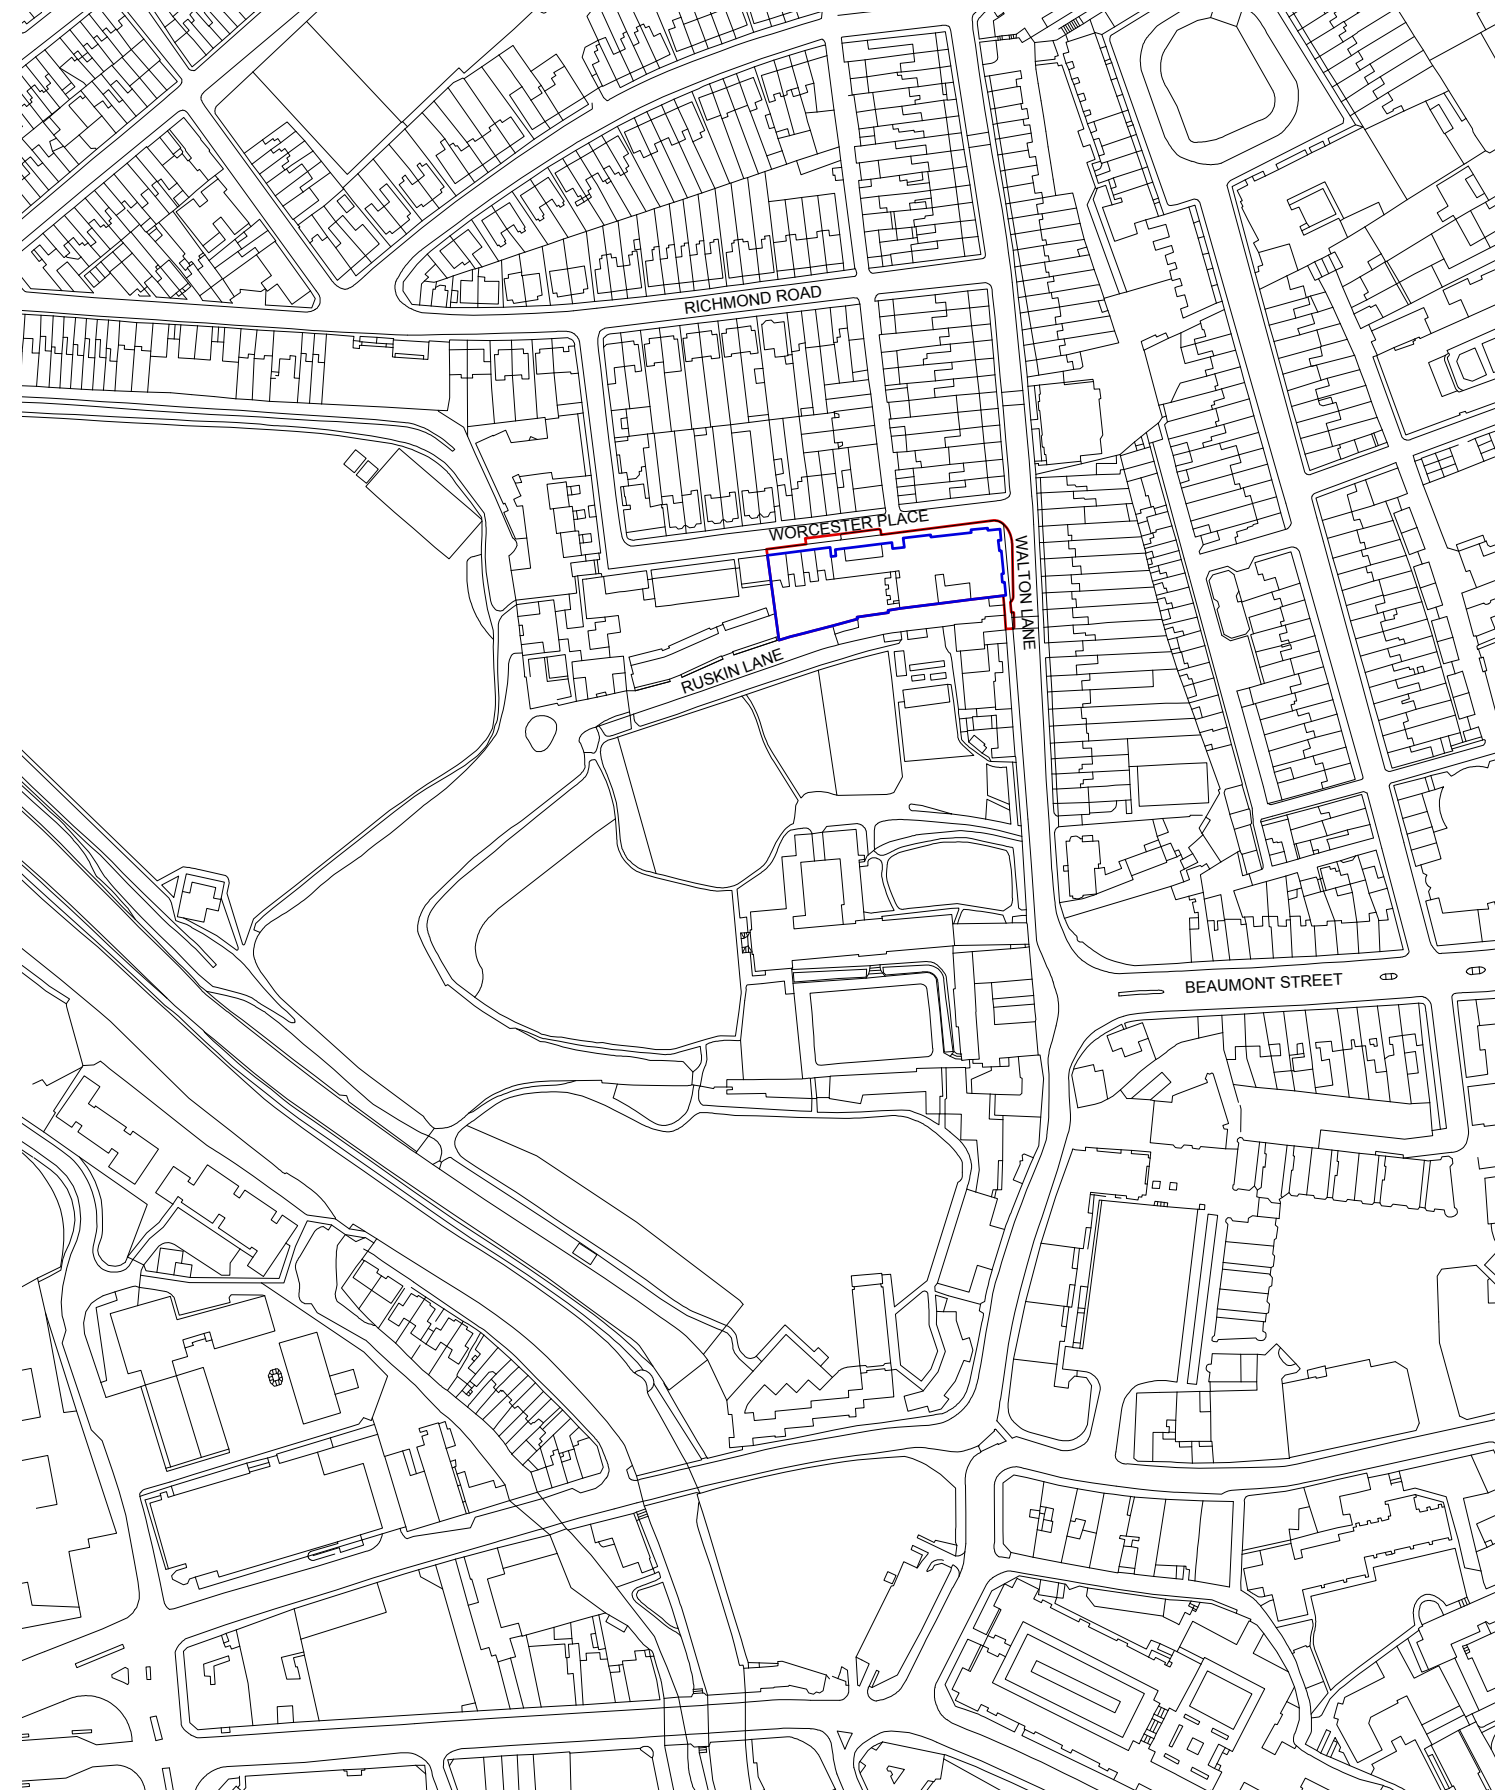 RICHMOND ROAD
WORCESTER PLACE
WALTON LANE
RUSKIN LANE
BEAUMONT STREET